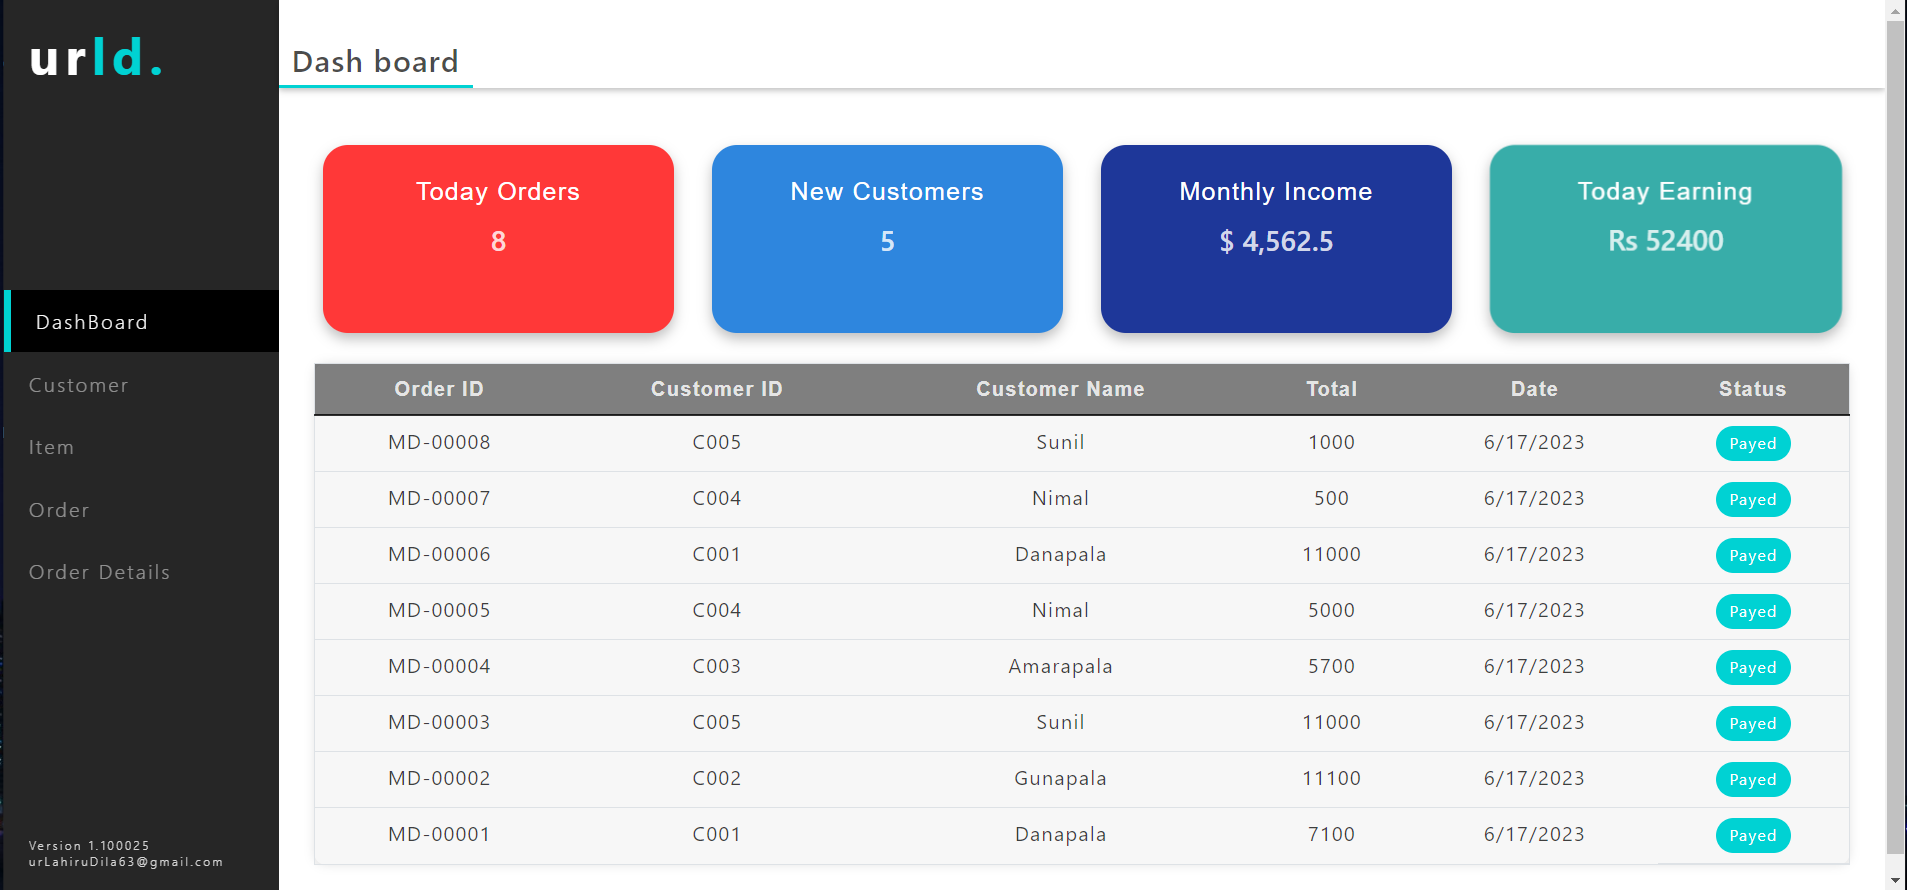 urld.
DashBoard
Customer
Item
Order
Order Details
Version 1.100025
urLahiruDila63@gmail.com
Dash board
Today Orders
8
New Customers
5
Monthly Income
$ 4,562.5
Today Earning
Rs 52400
Order ID Customer ID Customer Name Total Date Status
MD-00008 C005 Sunil 1000 6/17/2023 Payed
MD-00007 C004 Nimal 500 6/17/2023 Payed
MD-00006 C001 Danapala 11000 6/17/2023 Payed
MD-00005 C004 Nimal 5000 6/17/2023 Payed
MD-00004 C003 Amarapala 5700 6/17/2023 Payed
MD-00003 C005 Sunil 11000 6/17/2023 Payed
MD-00002 C002 Gunapala 11100 6/17/2023 Payed
MD-00001 C001 Danapala 7100 6/17/2023 Payed